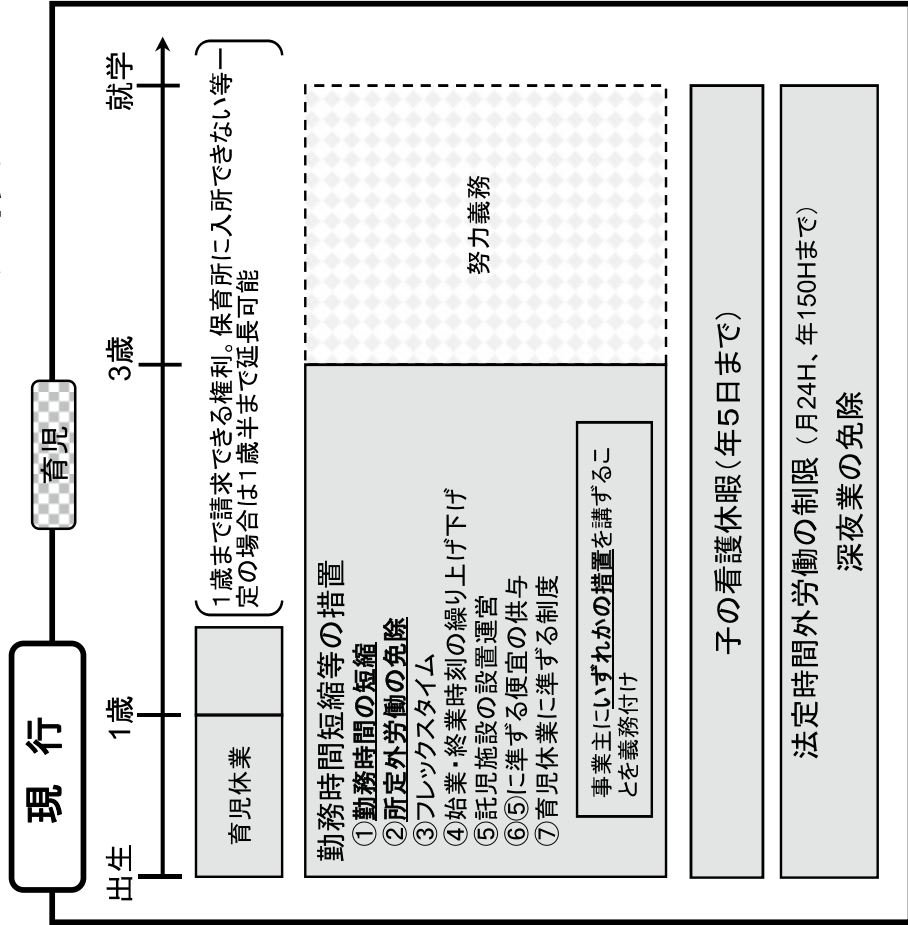 現 行
育児
出生
1歳
3歳
就学
育児休業
1歳まで請求できる権利。保育所に入所できない等一
定の場合は1歳半まで延長可能
勤務時間短縮等の措置
①勤務時間の短縮
②所定外労働の免除
③フレックスタイム
④始業・終業時刻の繰り上げ下げ
⑤託児施設の設置運営
⑥⑤に準ずる便宜の供与
⑦育児休業に準ずる制度
事業主にいずれかの措置を講ずるこ
とを義務付け
努力義務
子の看護休暇(年5日まで)
法定時間外労働の制限(月24H、年150Hまで)
深夜業の免除